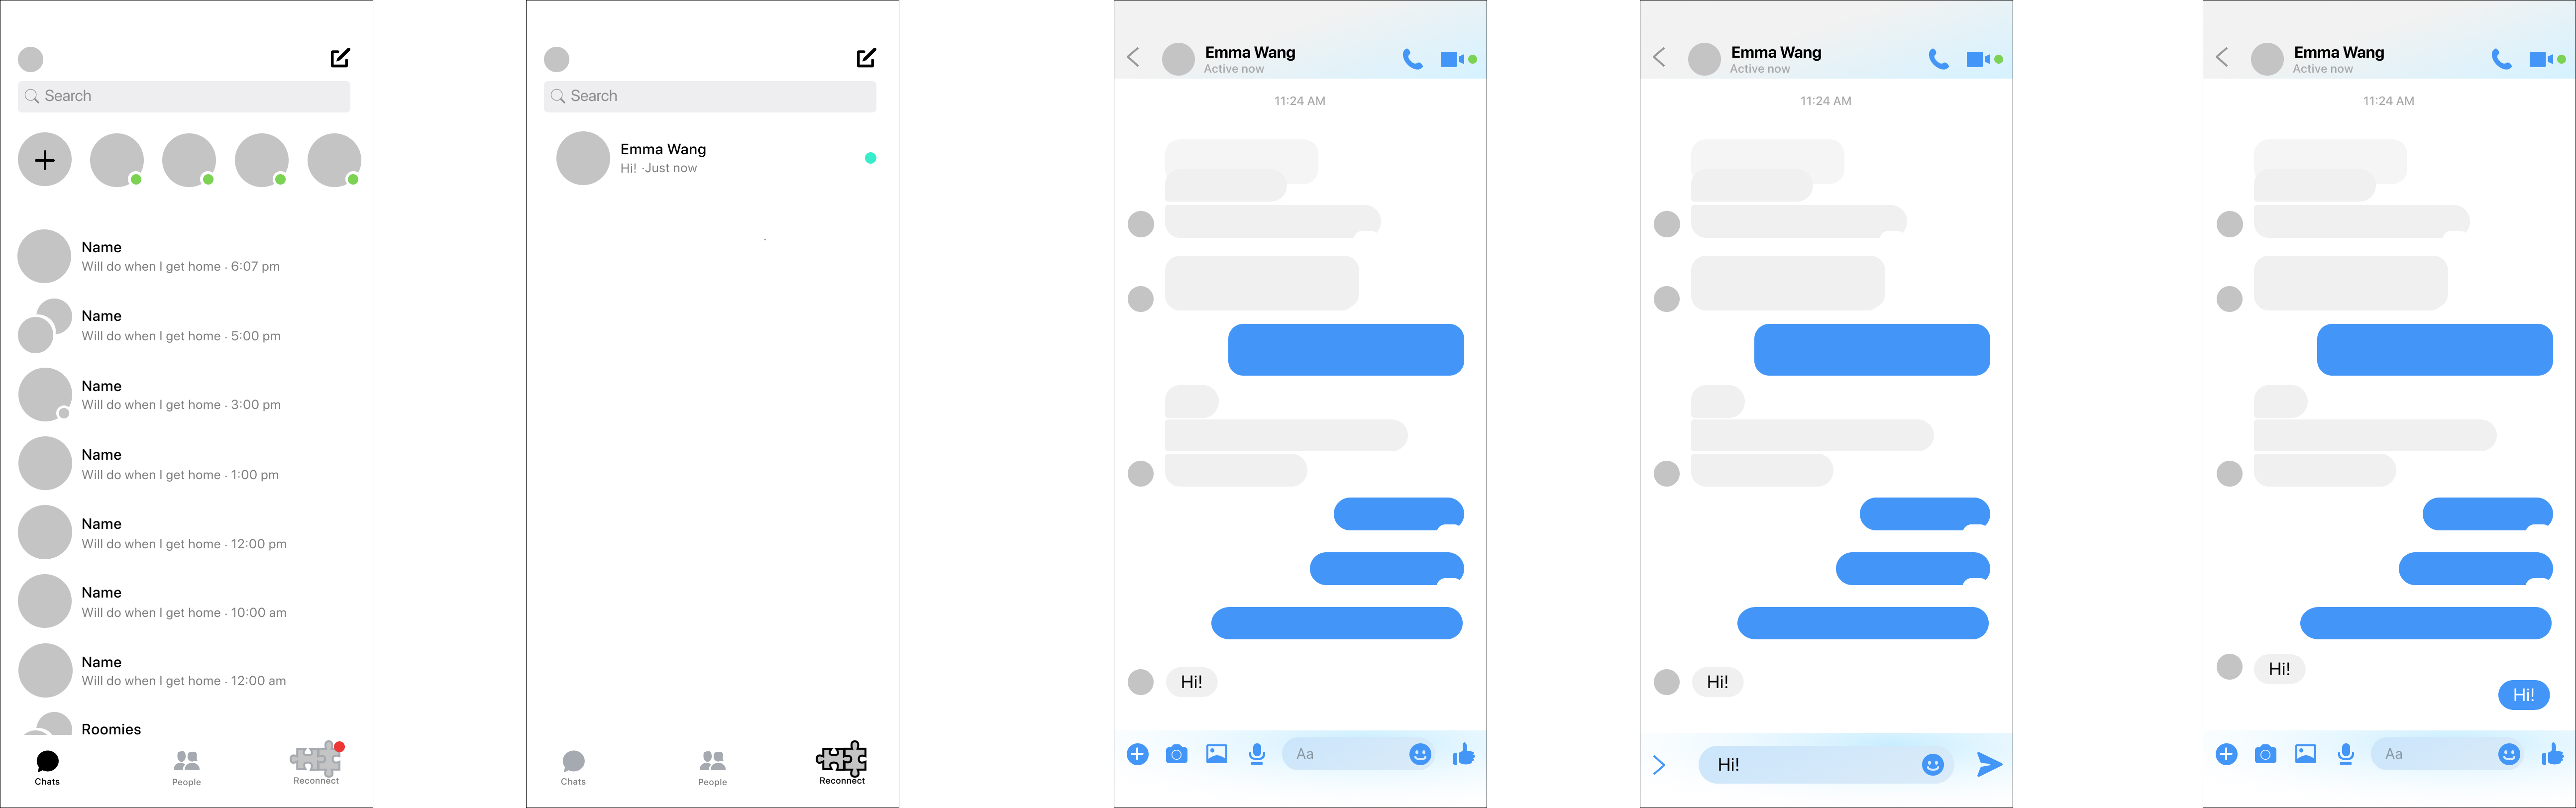 Search
Name
Will do when I get home · 6:07 pm
Name
Will do when I get home · 5:00 pm
Name
Will do when I get home · 3:00 pm
Name
Will do when I get home · 1:00 pm
Name
Will do when I get home · 12:00 pm
Name
Will do when I get home · 10:00 am
Name
Will do when I get home · 12:00 am
Roomies
Chats
People
Reconnect
Search
Emma Wang
Hi! ·Just now
Chats
People
Reconnect
Emma Wang
Active now
11:24 AM
Hi!
Aa
Emma Wang
Active now
11:24 AM
Hi!
Hi!
Emma Wang
Active now
11:24 AM
Hi!
Hi!
Aa